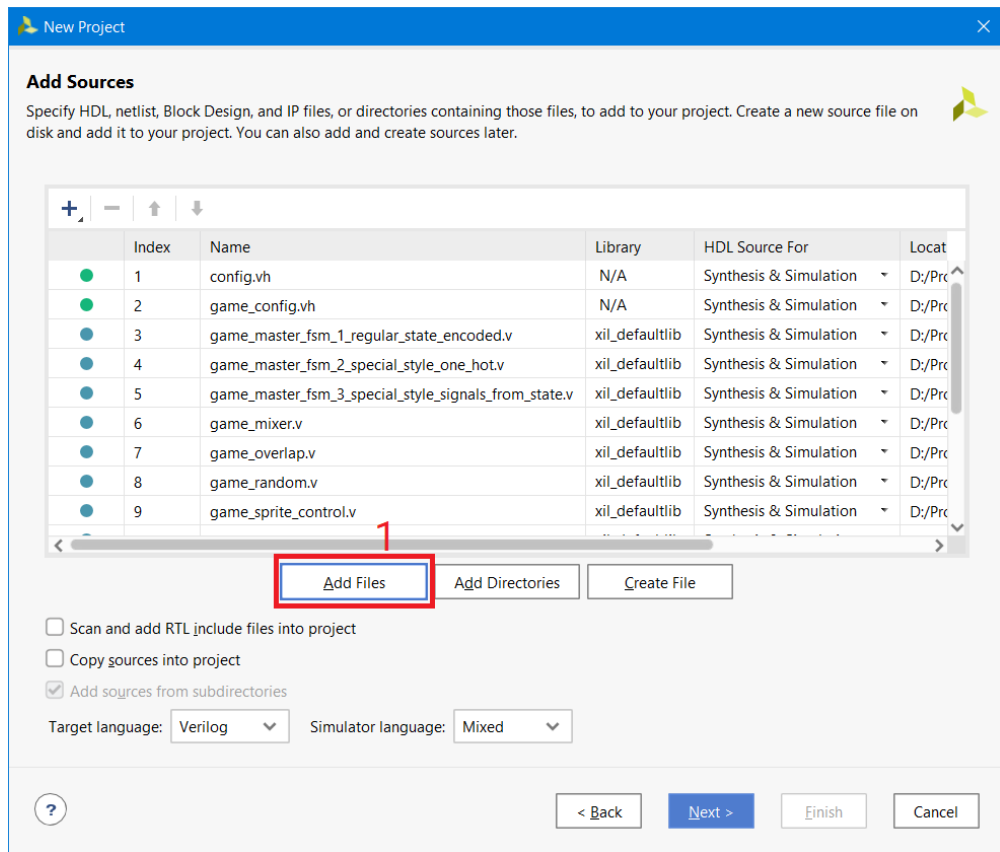 New Project
Add Sources
Specify HDL, netlist, Block Design, and IP files, or directories containing those files, to add to your project. Create a new source file on
disk and add it to your project. You can also add and create sources later.
Index Name Library HDL Source For Locat
1 config.vh N/A Synthesis & Simulation D:/Pro
2 game_config.vh N/A Synthesis & Simulation D:/Pro
3 game_master_fsm_1_regular_state_encoded.v xil_defaultlib Synthesis & Simulation D:/Pro
4 game_master_fsm_2_special_style_one_hot.v xil_defaultlib Synthesis & Simulation D:/Pro
5 game_master_fsm_3_special_style_signals_from_state.v xil_defaultlib Synthesis & Simulation D:/Pro
6 game_mixer.v xil_defaultlib Synthesis & Simulation D:/Pro
7 game_overlap.v xil_defaultlib Synthesis & Simulation D:/Pro
8 game_random.v xil_defaultlib Synthesis & Simulation D:/Pro
9 game_sprite_control.v xil_defaultlib Synthesis & Simulation D:/Pro
1
Add Files Add Directories Create File
Scan and add RTL include files into project
Copy sources into project
Add sources from subdirectories
Target language: Verilog Simulator language: Mixed
? < Back Next > Finish Cancel